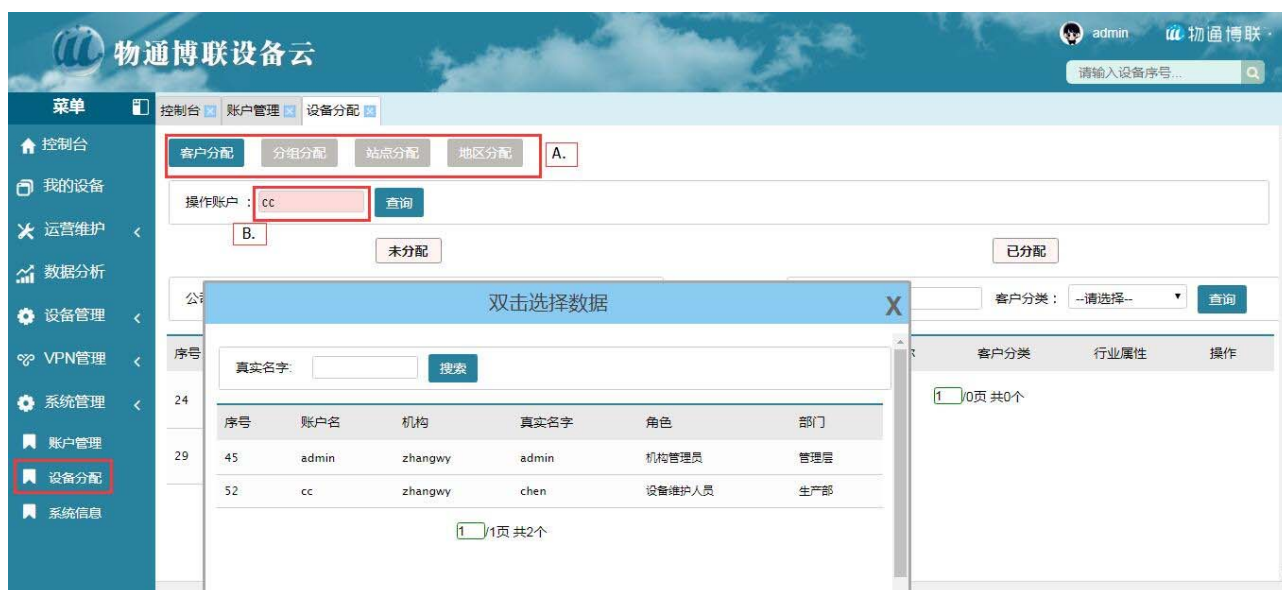 物通博联设备云
admin 物通博联
请输入设备序号...
菜单 控制台 账户管理 设备分配
控制台
我的设备
运营维护
数据分析
设备管理
VPN管理
系统管理
账户管理
设备分配
系统信息
客户分配 分组分配 站点分配 地区分配 A.
操作账户 : cc 查询
B.
未分配 已分配
客户分类: --请选择-- 查询
序号 客户分类 行业属性 操作
24 1/0页 共0个
29
双击选择数据 X
真实名字: 搜索
序号 账户名 机构 真实名字 角色 部门
45 admin zhangwy admin 机构管理员 管理层
52 cc zhangwy chen 设备维护人员 生产部
1/1页 共2个